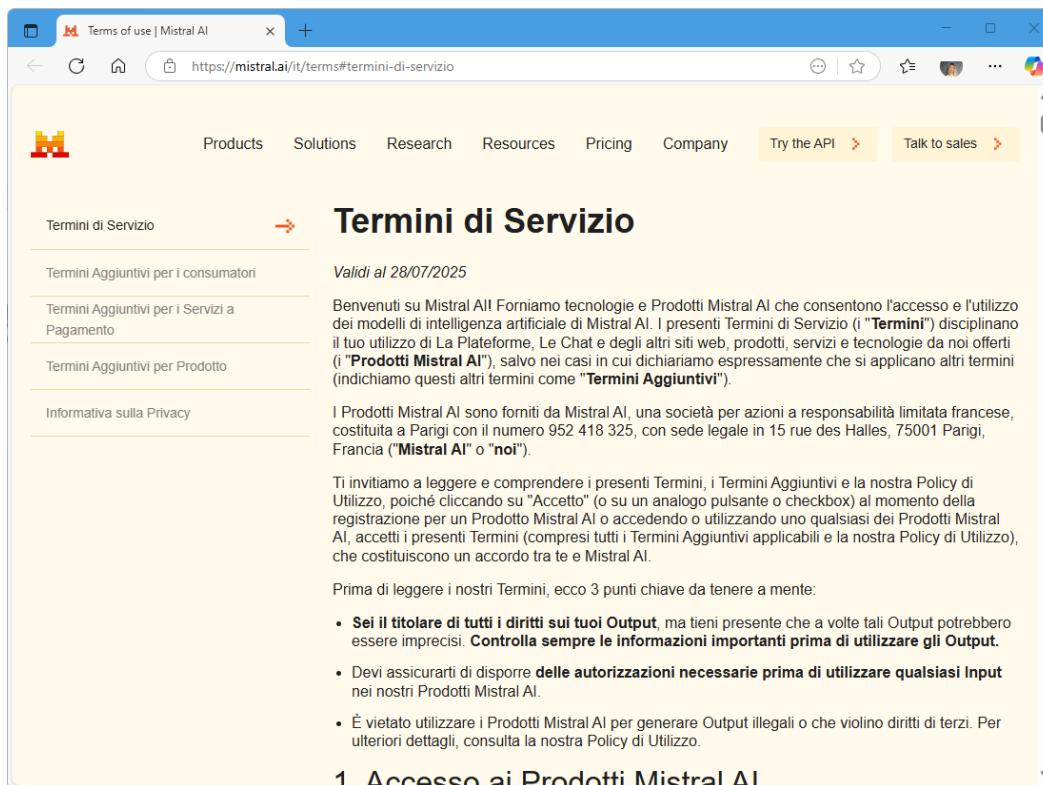 Terms of use | Mistral AI
https://mistral.ai/it/terms#termini-di-servizio
Products Solutions Research Resources Pricing Company Try the API Talk to sales
Termini di Servizio
Termini Aggiuntivi per i consumatori
Termini Aggiuntivi per i Servizi a
Pagamento
Termini Aggiuntivi per Prodotto
Informativa sulla Privacy
Termini di Servizio
Validi al 28/07/2025
Benvenuti su Mistral AI! Forniamo tecnologie e Prodotti Mistral AI che consentono l'accesso e l'utilizzo
dei modelli di intelligenza artificiale di Mistral AI. I presenti Termini di Servizio (i "Termini") disciplinano
il tuo utilizzo di La Plateforme, Le Chat e degli altri siti web, prodotti, servizi e tecnologie da noi offerti
(i "Prodotti Mistral AI"), salvo nei casi in cui dichiariamo espressamente che si applicano altri termini
(indichiamo questi altri termini come "Termini Aggiuntivi").
I Prodotti Mistral AI sono forniti da Mistral AI, una società per azioni a responsabilità limitata francese,
costituita a Parigi con il numero 952 418 325, con sede legale in 15 rue des Halles, 75001 Parigi,
Francia ("Mistral AI" o "noi").
Ti invitiamo a leggere e comprendere i presenti Termini, i Termini Aggiuntivi e la nostra Policy di
Utilizzo, poiché cliccando su "Accetto" (o su un analogo pulsante o checkbox) al momento della
registrazione per un Prodotto Mistral AI o accedendo o utilizzando uno qualsiasi dei Prodotti Mistral
AI, accetti i presenti Termini (compresi tutti i Termini Aggiuntivi applicabili e la nostra Policy di Utilizzo),
che costituiscono un accordo tra te e Mistral AI.
Prima di leggere i nostri Termini, ecco 3 punti chiave da tenere a mente:
• Sei il titolare di tutti i diritti sui tuoi Output, ma tieni presente che a volte tali Output potrebbero
essere imprecisi. Controlla sempre le informazioni importanti prima di utilizzare gli Output.
• Devi assicurarti di disporre delle autorizzazioni necessarie prima di utilizzare qualsiasi Input
nei nostri Prodotti Mistral AI.
• È vietato utilizzare i Prodotti Mistral AI per generare Output illegali o che violino diritti di terzi. Per
ulteriori dettagli, consulta la nostra Policy di Utilizzo.
1. Accesso ai Prodotti Mistral AI